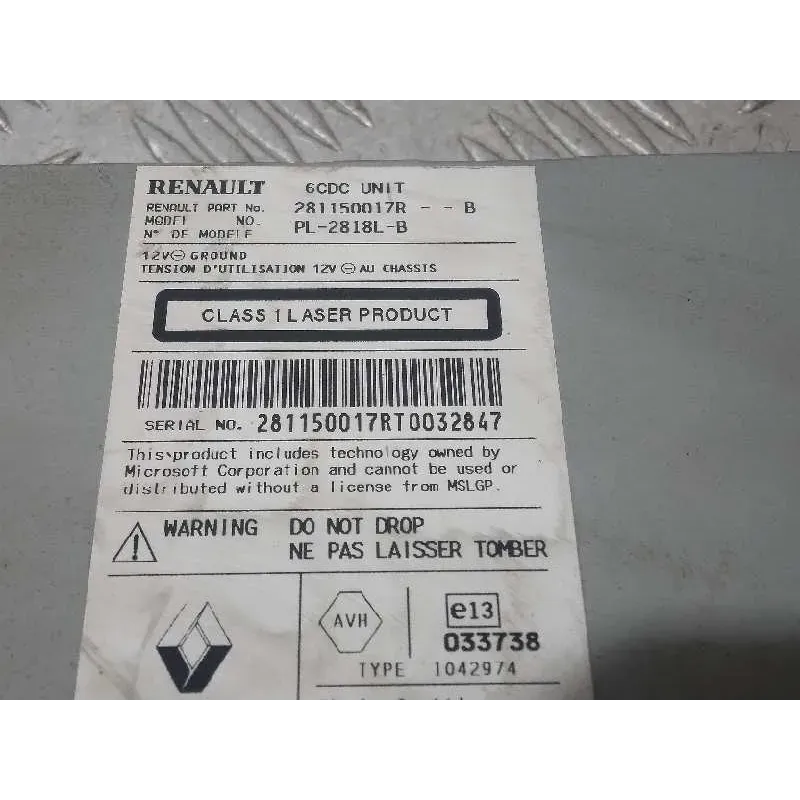 RENAULT 6CDC UNIT
RENAULT PART No. 281150017R - - B
MODEL NO. PL-2818L-B
N° DE MODELE
12V⊖ GROUND
TENSION D'UTILISATION 12V ⊖ AU CHASSIS
CLASS 1 LASER PRODUCT
SERIAL NO. 281150017RT0032847
This product includes technology owned by
Microsoft Corporation and cannot be used or
distributed without a license from MSLGP.
WARNING DO NOT DROP
NE PAS LAISSER TOMBER
AVH e13
033738
TYPE 1042974